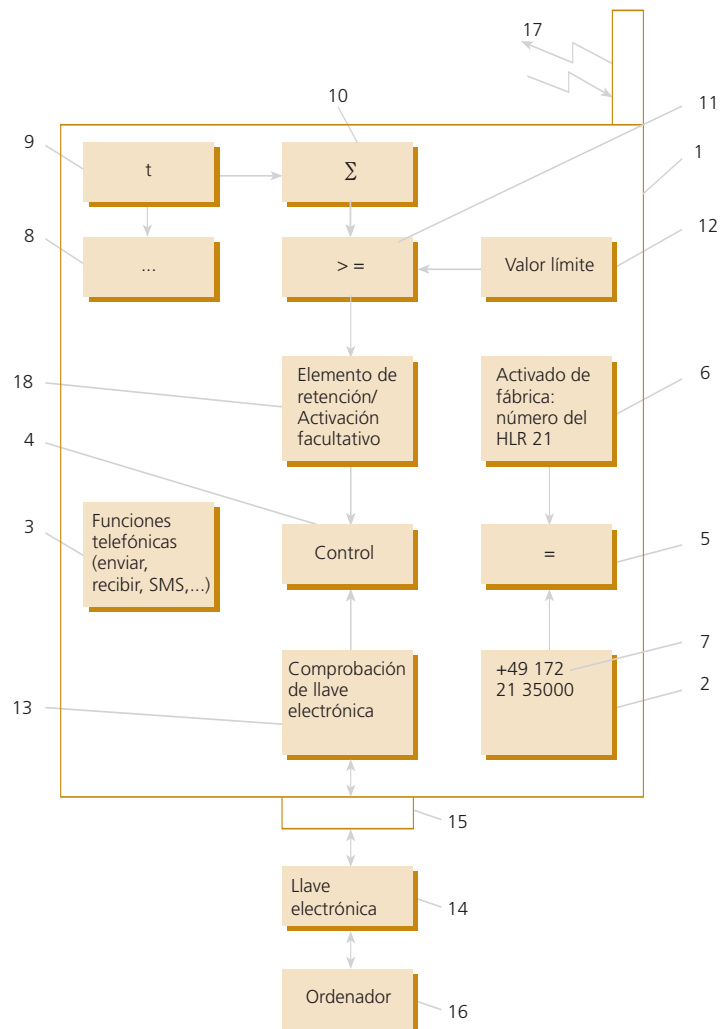 17
10
11
9
t
∑
1
8
...
> =
Valor límite
12
18
Elemento de
retención/
Activación
facultativo
Activado de
fábrica:
número del
HLR 21
6
4
3
Funciones
telefónicas
(enviar,
recibir, SMS,...)
Control
=
5
13
Comprobación
de llave
electrónica
+49 172
21 35000
7
2
15
Llave
electrónica
14
Ordenador
16